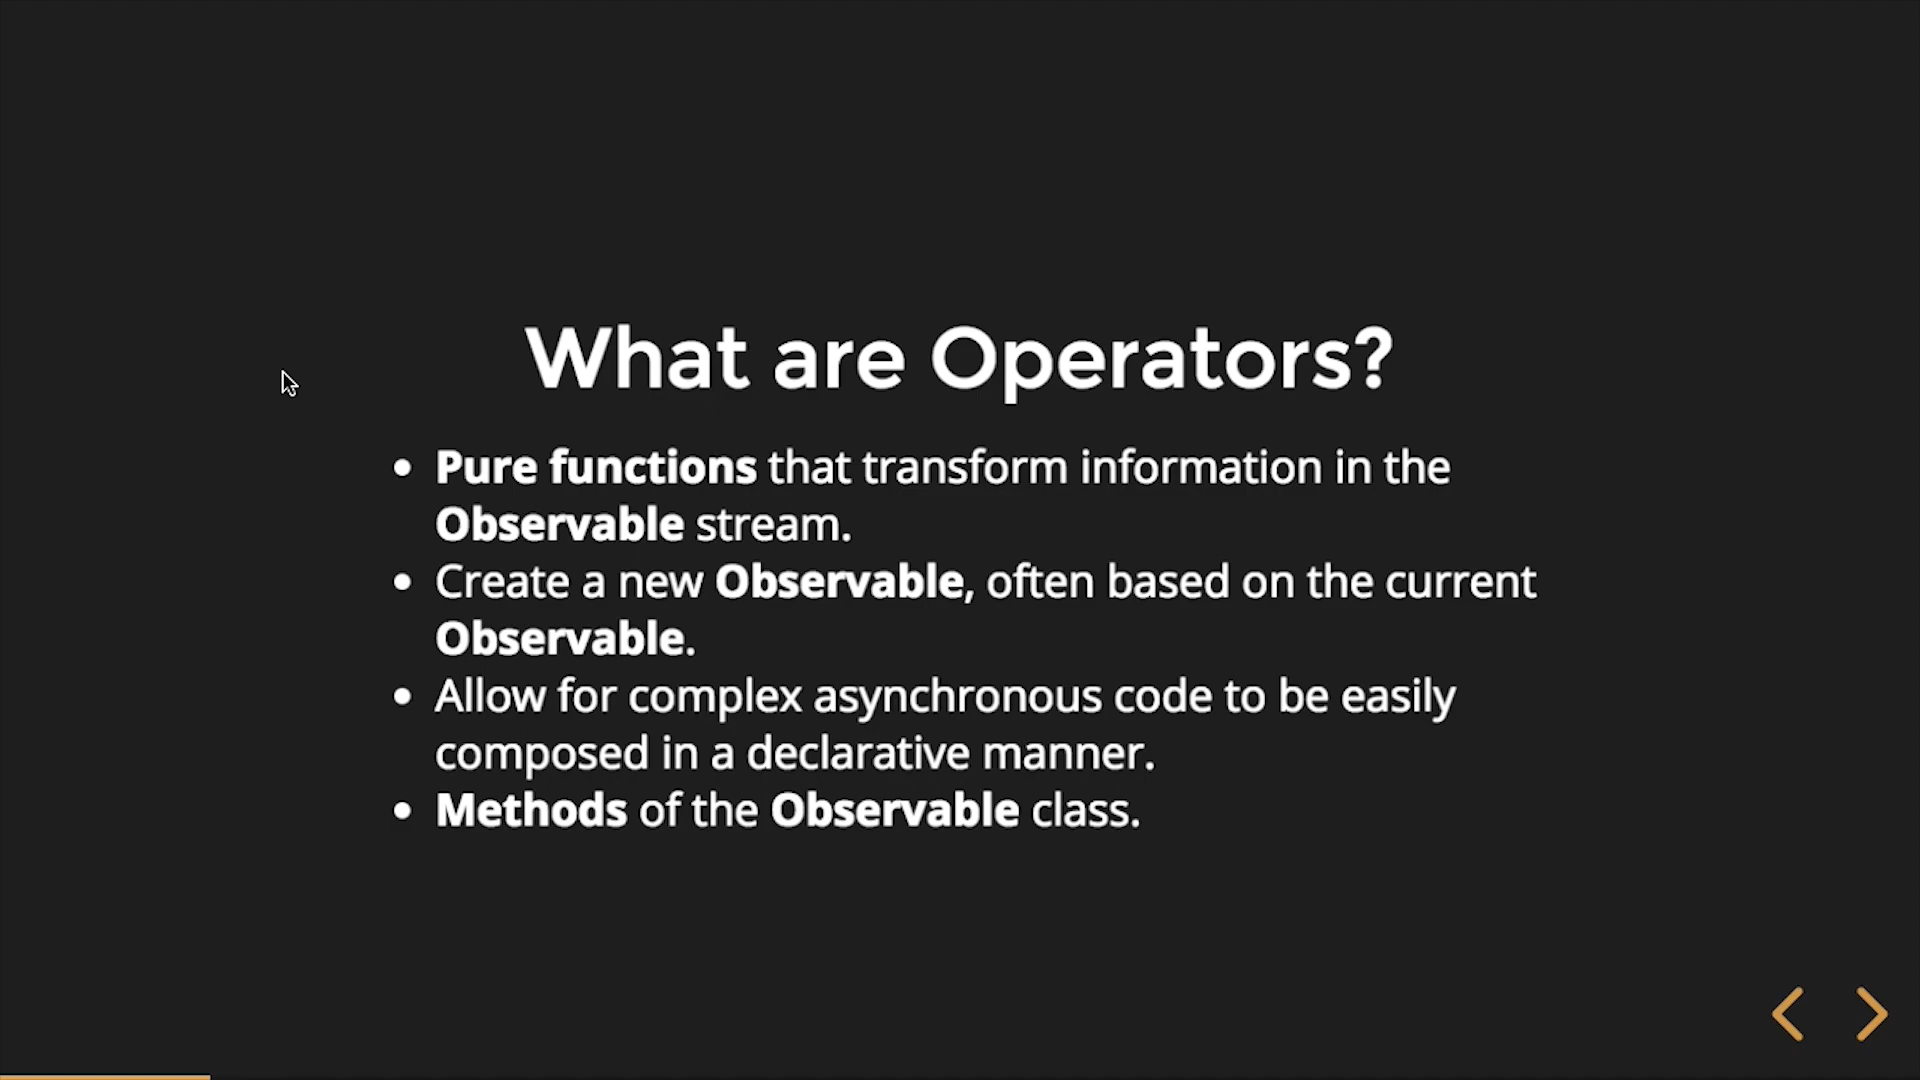 What are Operators?
• Pure functions that transform information in the
Observable stream.
• Create a new Observable, often based on the current
Observable.
• Allow for complex asynchronous code to be easily
composed in a declarative manner.
• Methods of the Observable class.